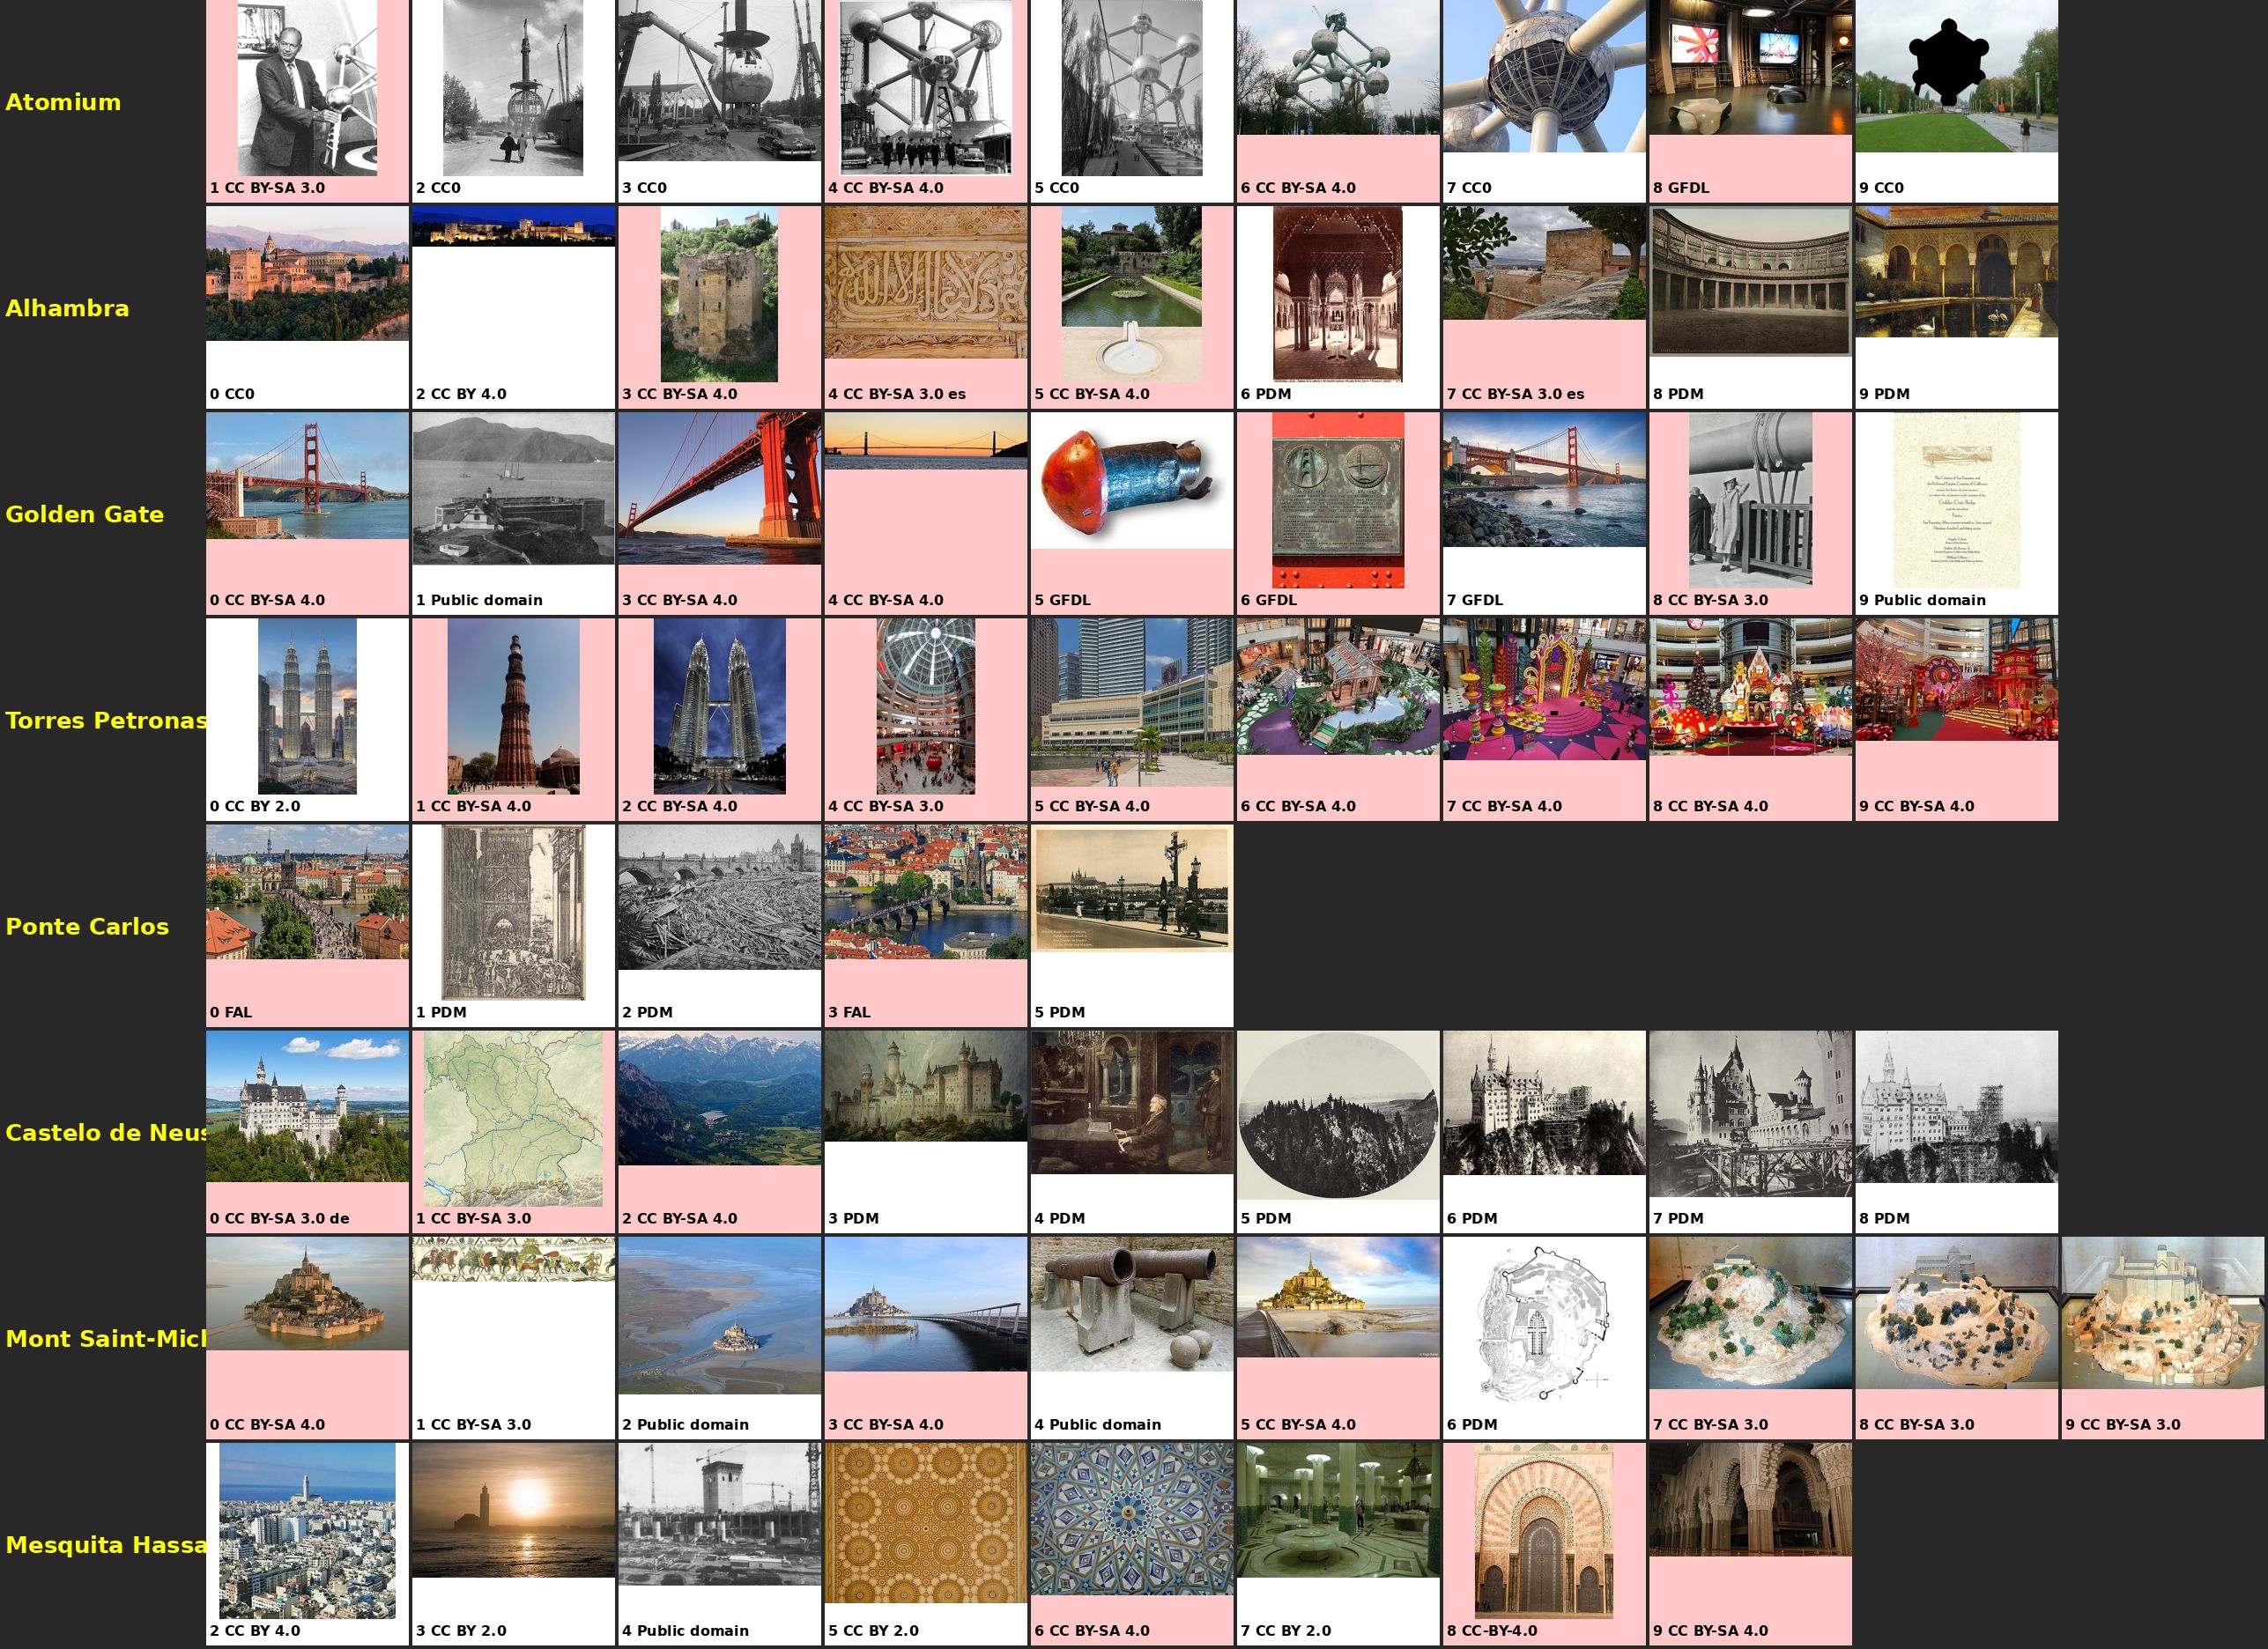 Atomium
1 CC BY-SA 3.0
2 CC0
3 CC0
4 CC BY-SA 4.0
5 CC0
6 CC BY-SA 4.0
7 CC0
8 GFDL
9 CC0
Alhambra
0 CC0
2 CC BY 4.0
3 CC BY-SA 4.0
4 CC BY-SA 3.0 es
5 CC BY-SA 4.0
6 PDM
7 CC BY-SA 3.0 es
8 PDM
9 PDM
Golden Gate
0 CC BY-SA 4.0
1 Public domain
3 CC BY-SA 4.0
4 CC BY-SA 4.0
5 GFDL
6 GFDL
7 GFDL
8 CC BY-SA 3.0
9 Public domain
Torres Petronas
0 CC BY 2.0
1 CC BY-SA 4.0
2 CC BY-SA 4.0
4 CC BY-SA 3.0
5 CC BY-SA 4.0
6 CC BY-SA 4.0
7 CC BY-SA 4.0
8 CC BY-SA 4.0
9 CC BY-SA 4.0
Ponte Carlos
0 FAL
1 PDM
2 PDM
3 FAL
5 PDM
Castelo de Neus
0 CC BY-SA 3.0 de
1 CC BY-SA 3.0
2 CC BY-SA 4.0
3 PDM
4 PDM
5 PDM
6 PDM
7 PDM
8 PDM
Mont Saint-Mich
0 CC BY-SA 4.0
1 CC BY-SA 3.0
2 Public domain
3 CC BY-SA 4.0
4 Public domain
5 CC BY-SA 4.0
6 PDM
7 CC BY-SA 3.0
8 CC BY-SA 3.0
9 CC BY-SA 3.0
Mesquita Hassa
2 CC BY 4.0
3 CC BY 2.0
4 Public domain
5 CC BY 2.0
6 CC BY-SA 4.0
7 CC BY 2.0
8 CC-BY-4.0
9 CC BY-SA 4.0